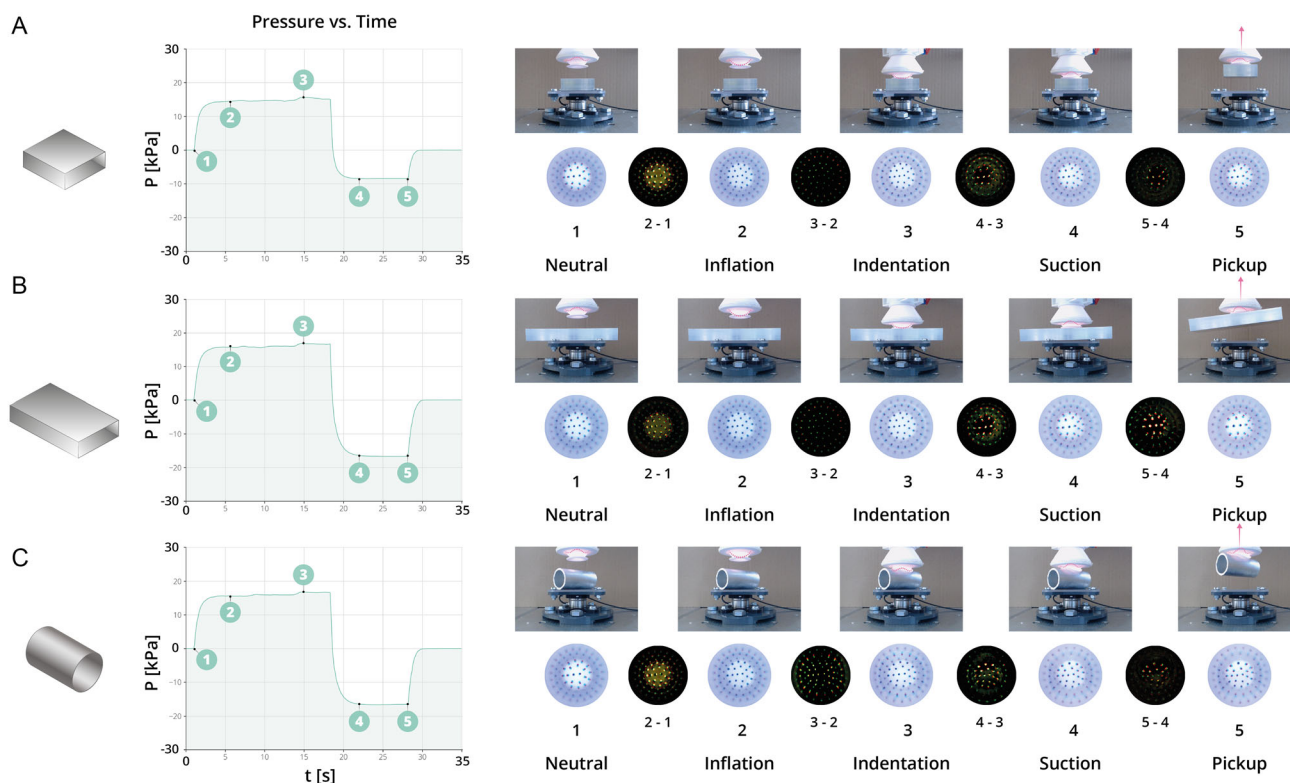 A
Pressure vs. Time
P [kPa]
30
20
10
0
-10
-20
-30
0
5
10
15
20
25
30
35
1
2
3
4
5
1
2 - 1
2
3 - 2
3
4 - 3
4
5 - 4
5
Neutral
Inflation
Indentation
Suction
Pickup
B
P [kPa]
30
20
10
0
-10
-20
-30
0
5
10
15
20
25
30
35
1
2
3
4
5
1
2 - 1
2
3 - 2
3
4 - 3
4
5 - 4
5
Neutral
Inflation
Indentation
Suction
Pickup
C
P [kPa]
30
20
10
0
-10
-20
-30
0
5
10
15
20
25
30
35
t [s]
1
2
3
4
5
1
2 - 1
2
3 - 2
3
4 - 3
4
5 - 4
5
Neutral
Inflation
Indentation
Suction
Pickup